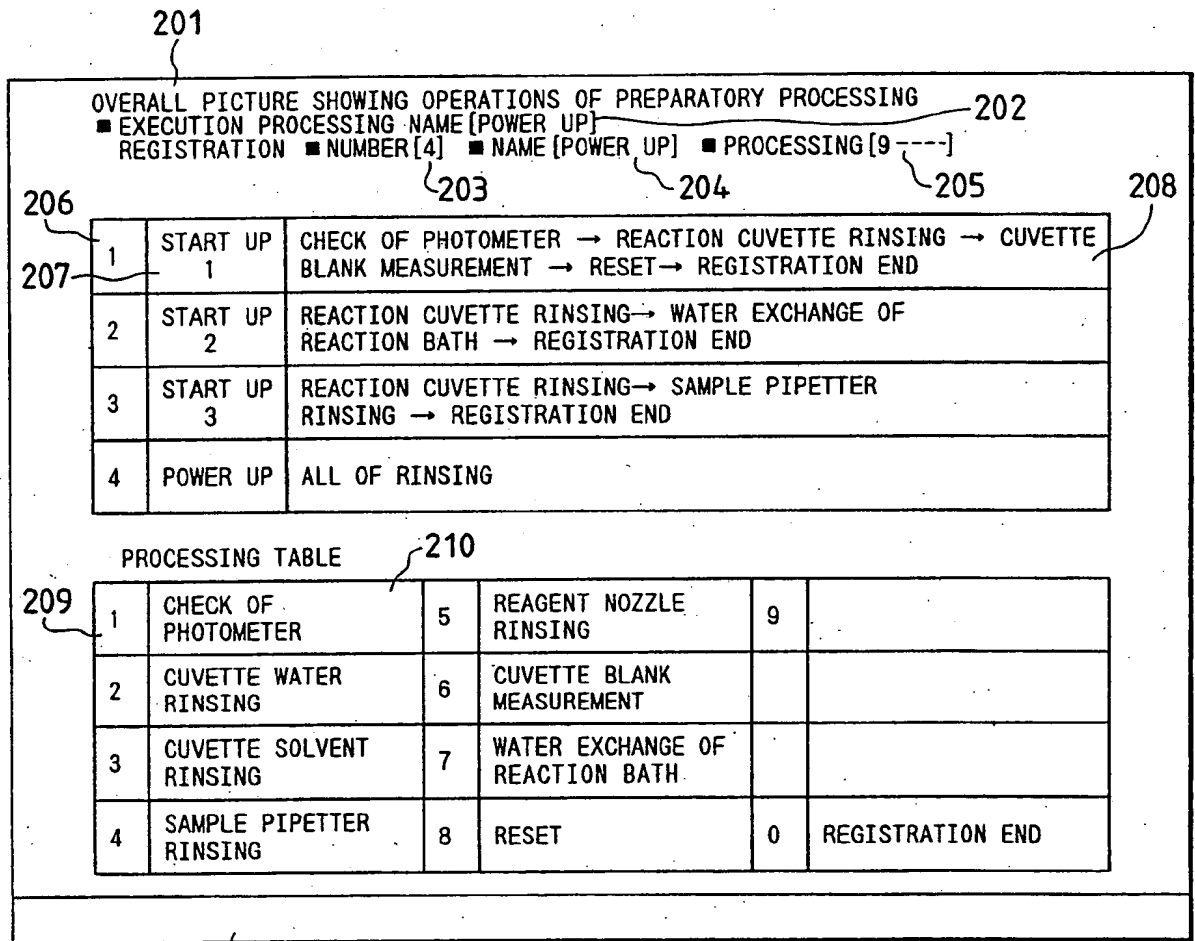 201
OVERALL PICTURE SHOWING OPERATIONS OF PREPARATORY PROCESSING
■ EXECUTION PROCESSING NAME[POWER UP] 202
REGISTRATION ■ NUMBER[4] ■ NAME[POWER UP] ■ PROCESSING[9 ----]
203 204 205 208
206
1 START UP 1 CHECK OF PHOTOMETER → REACTION CUVETTE RINSING → CUVETTE
BLANK MEASUREMENT → RESET → REGISTRATION END
207
2 START UP 2 REACTION CUVETTE RINSING → WATER EXCHANGE OF
REACTION BATH → REGISTRATION END
3 START UP 3 REACTION CUVETTE RINSING → SAMPLE PIPETTER
RINSING → REGISTRATION END
4 POWER UP ALL OF RINSING
PROCESSING TABLE 210
209
1 CHECK OF PHOTOMETER 5 REAGENT NOZZLE RINSING 9
2 CUVETTE WATER RINSING 6 CUVETTE BLANK MEASUREMENT
3 CUVETTE SOLVENT RINSING 7 WATER EXCHANGE OF REACTION BATH
4 SAMPLE PIPETTER RINSING 8 RESET 0 REGISTRATION END